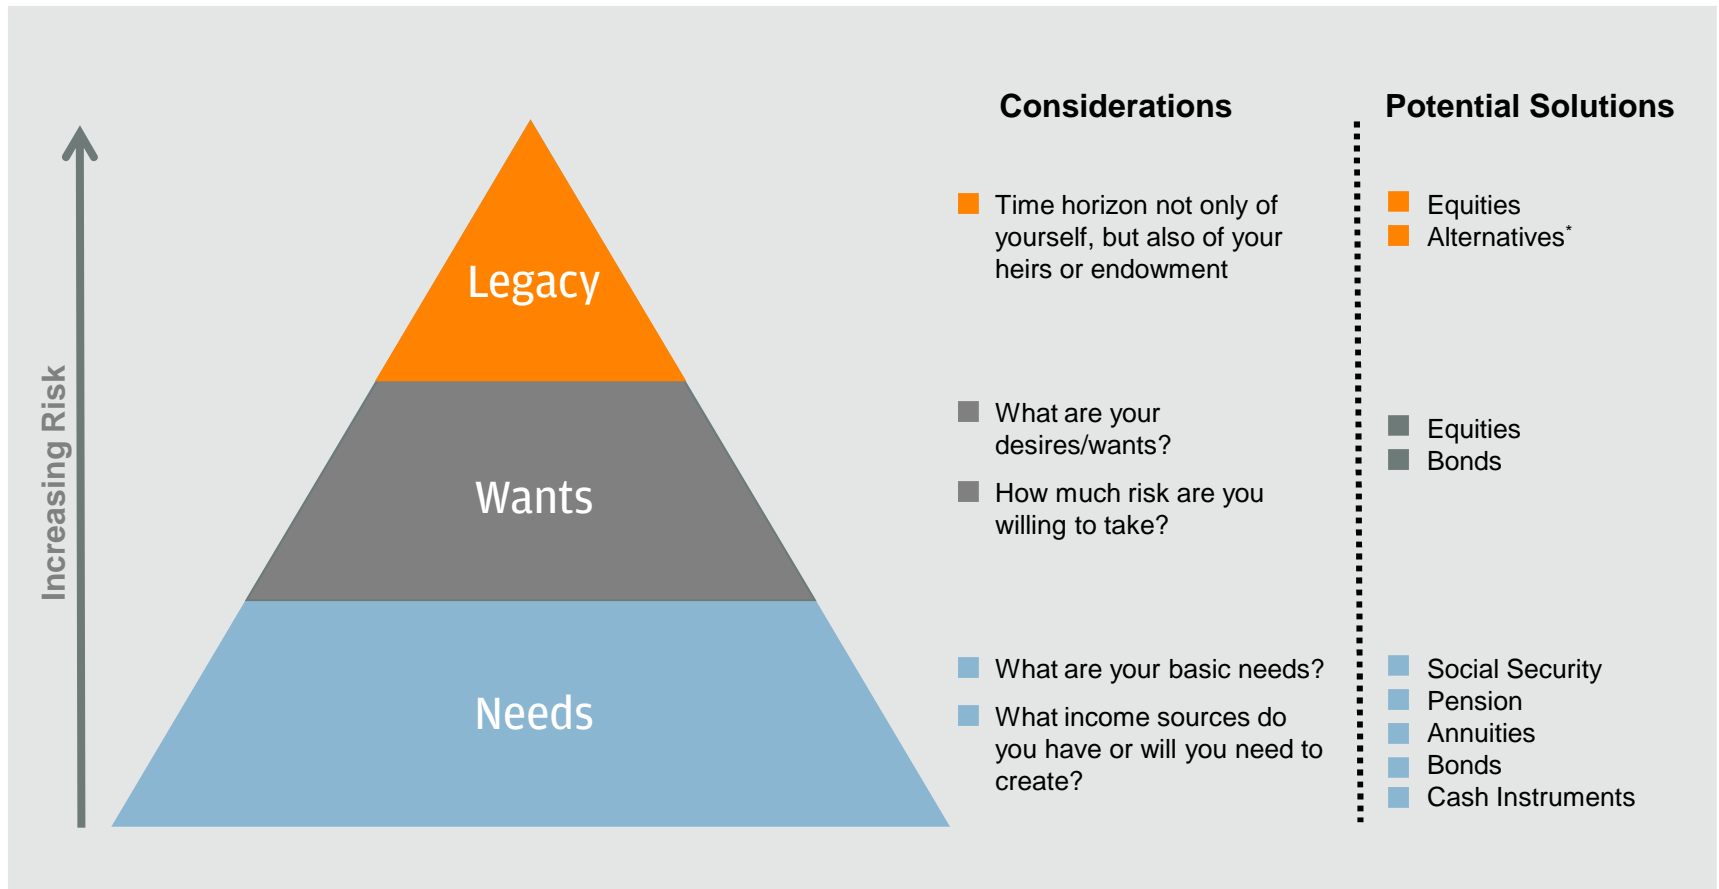 Considerations
Potential Solutions
Increasing Risk
Legacy
Time horizon not only of
yourself, but also of your
heirs or endowment
Equities
Alternatives*
Wants
What are your
desires/wants?
How much risk are you
willing to take?
Equities
Bonds
Needs
What are your basic needs?
What income sources do
you have or will you need to
create?
Social Security
Pension
Annuities
Bonds
Cash Instruments